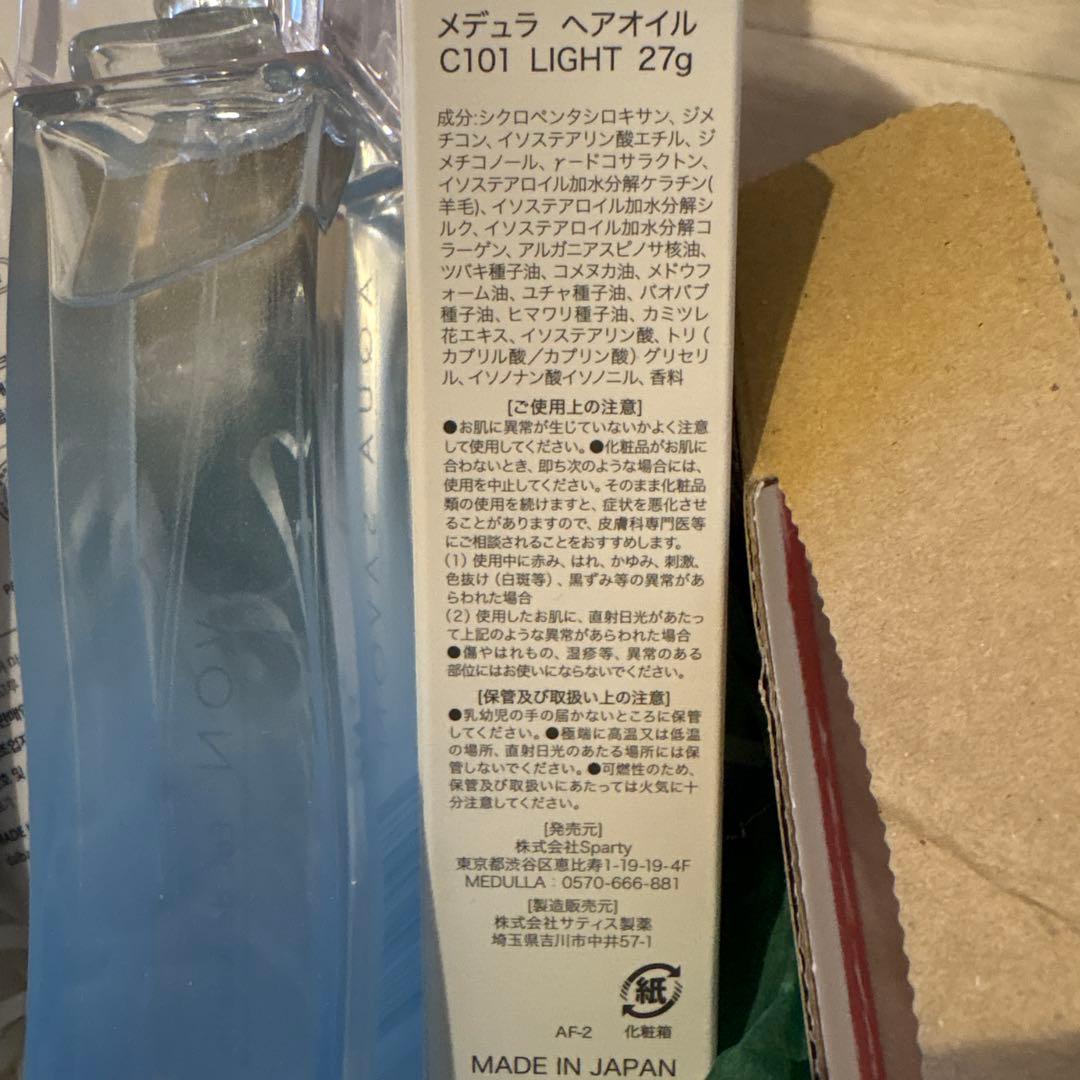 メデュラ ヘアオイル
C101 LIGHT 27g
成分:シクロペンタシロキサン、ジメ
チコン、イソステアリン酸エチル、ジ
メチコノール、γードコサラクトン、
イソステアロイル加水分解ケラチン(
羊毛)、イソステアロイル加水分解シ
ルク、イソステアロイル加水分解コ
ラーゲン、アルガニアスピノサ核油、
ツバキ種子油、コメヌカ油、メドウフ
ォーム油、ユチャ種子油、バオバブ
種子油、ヒマワリ種子油、カミツレ
花エキス、イソステアリン酸、トリ(
カプリル酸/カプリン酸)グリセリ
ル、イソノナン酸イソノニル、香料
[ご使用上の注意]
●お肌に異常が生じていないかよく注意
して使用してください。●化粧品がお肌に
合わないとき、即ち次のような場合には、
使用を中止してください。そのまま化粧品
類の使用を続けますと、症状を悪化させ
ることがありますので、皮膚科専門医等
にご相談されることをおすすめします。
(1)使用中に赤み、はれ、かゆみ、刺激、
色抜け(白斑等)、黒ずみ等の異常があ
らわれた場合
(2)使用したお肌に、直射日光があたっ
て上記のような異常があらわれた場合
●傷やはれもの、湿疹等、異常のある
部位にはお使いにならないでください。
[保管及び取扱い上の注意]
●乳幼児の手の届かないところに保管
してください。●極端に高温又は低温
の場所、直射日光のあたる場所には保
管しないでください。●可燃性のため、
保管及び取扱いにあたっては火気に十
分注意してください。
[発売元]
株式会社Sparty
東京都渋谷区恵比寿1-19-19-4F
MEDULLA:0570-666-881
[製造販売元]
株式会社サティス製薬
埼玉県吉川市中井57-1
紙
AF-2 化粧箱
MADE IN JAPAN